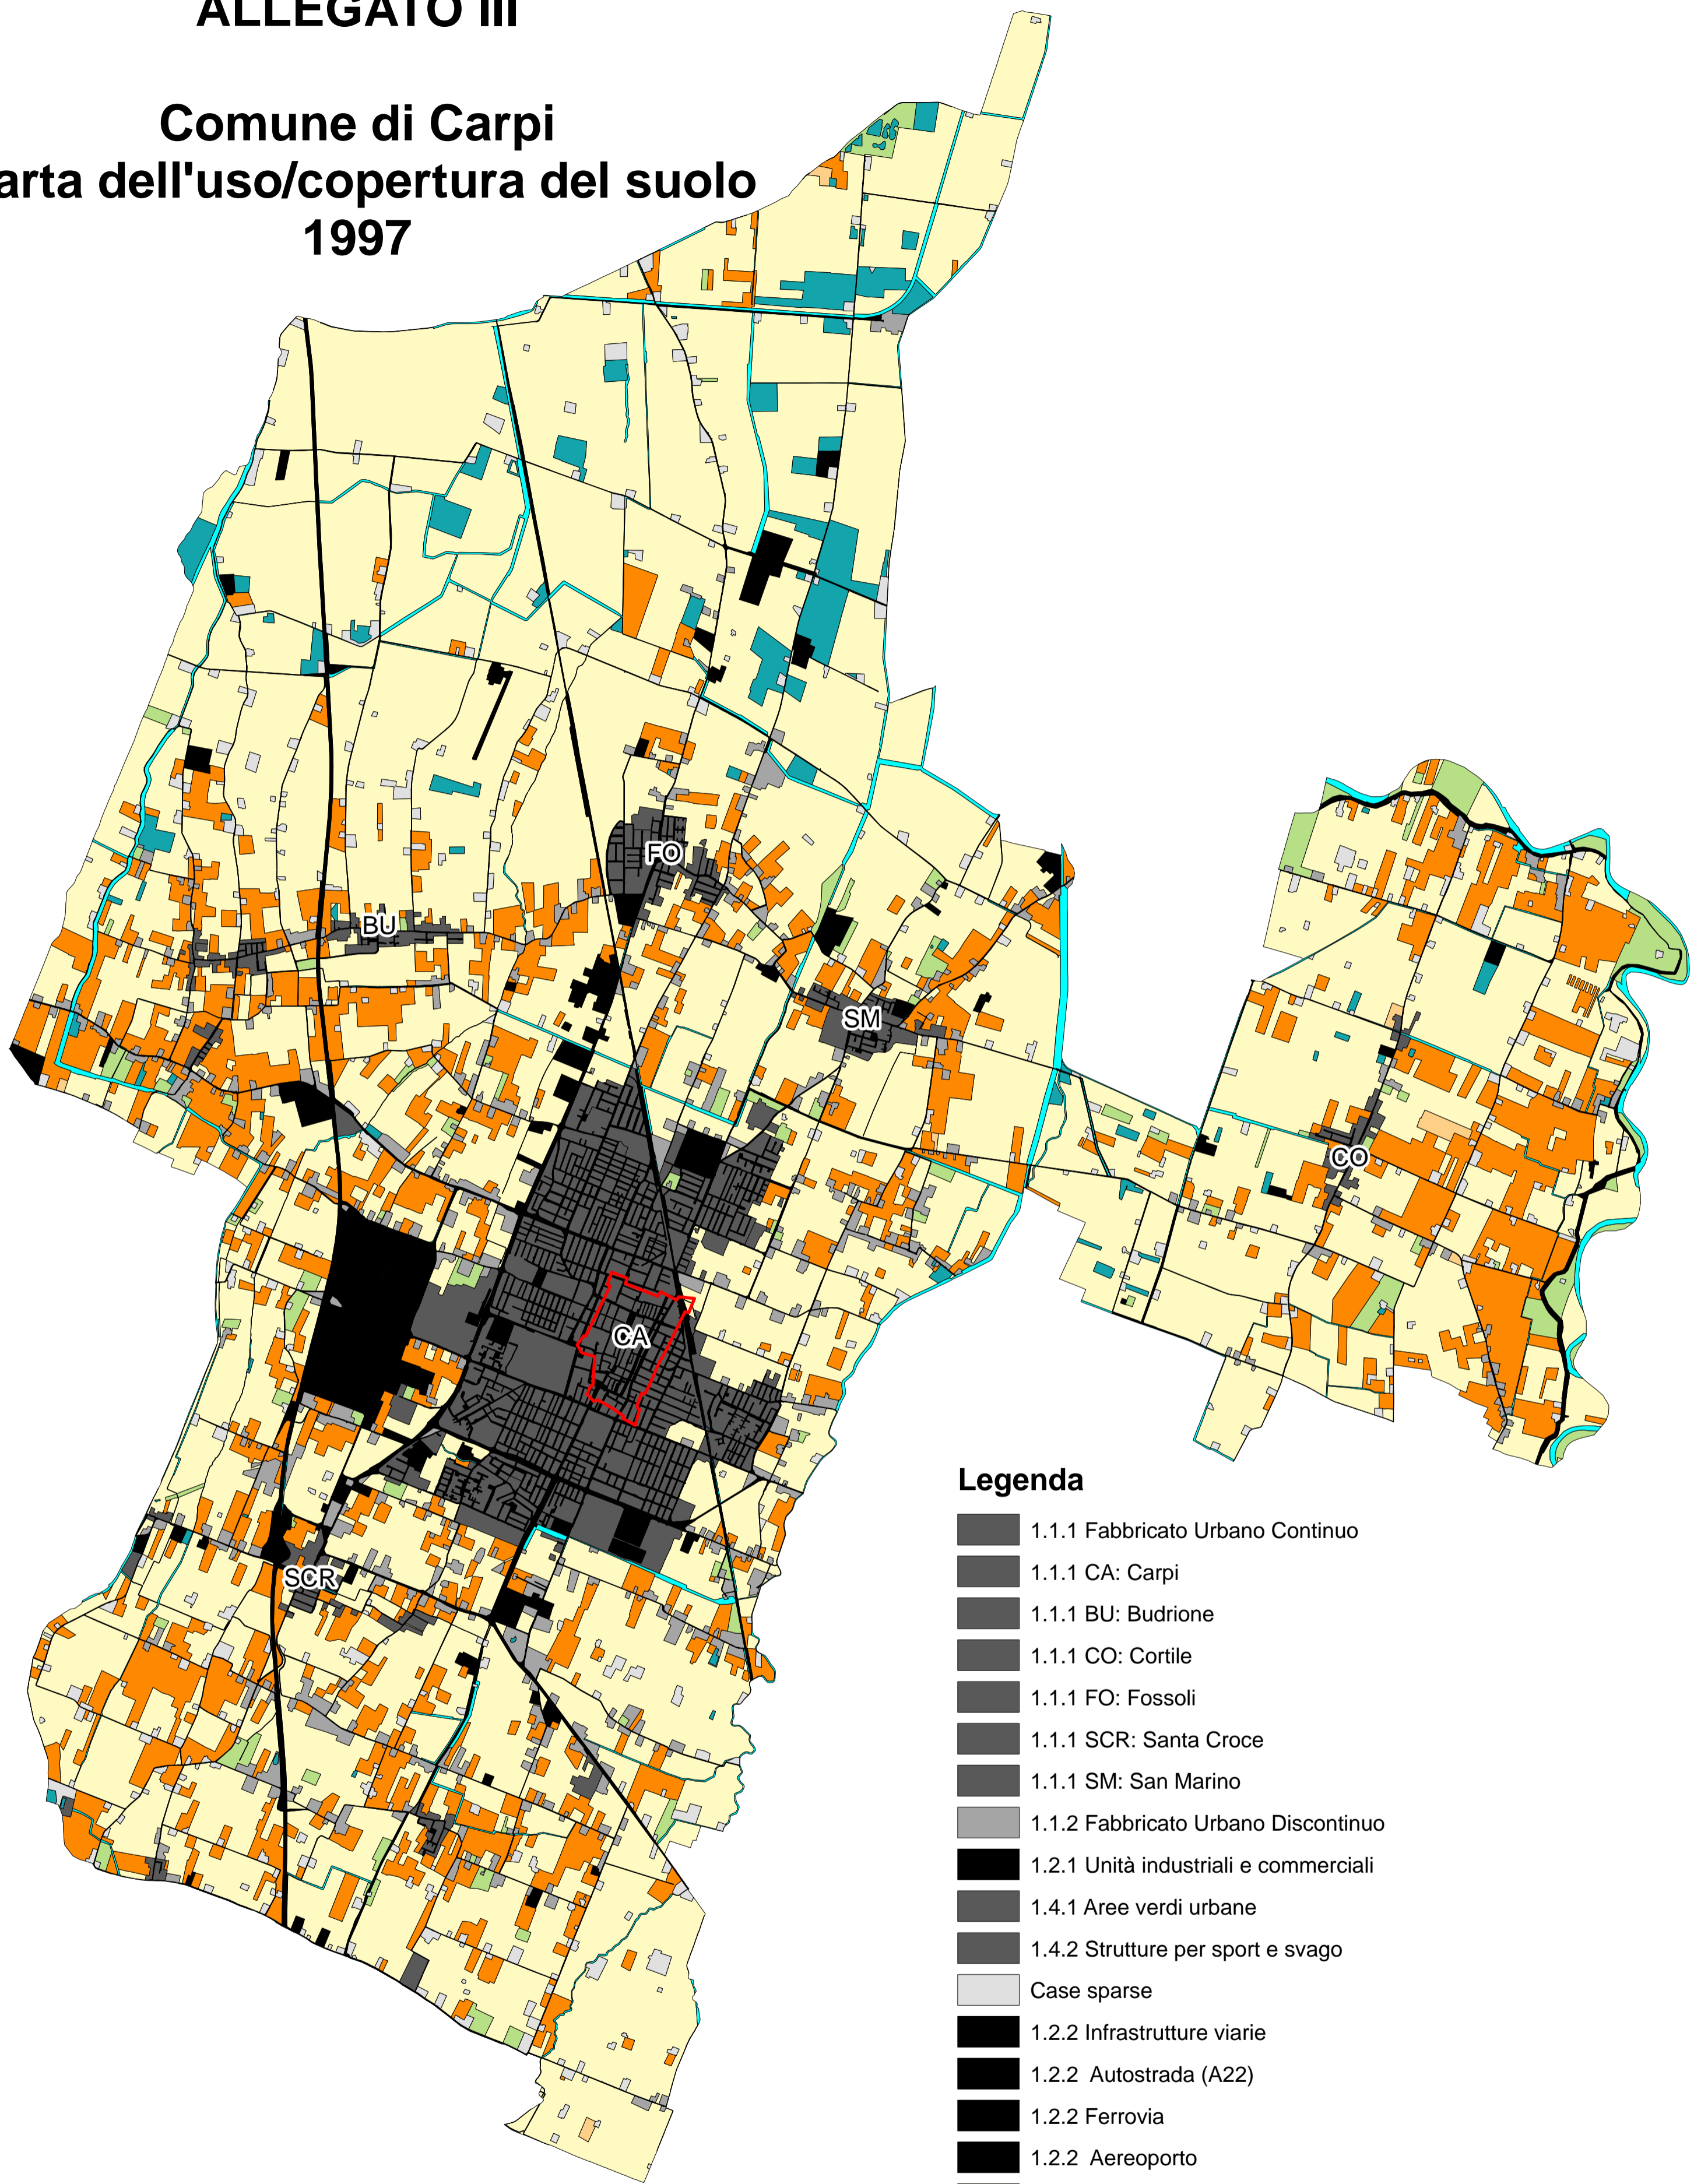 ALLEGATO III
Comune di Carpi
arta dell'uso/copertura del suolo
1997
FO
BU
SM
CO
CA
SCR
Legenda
1.1.1 Fabbricato Urbano Continuo
1.1.1 CA: Carpi
1.1.1 BU: Budrione
1.1.1 CO: Cortile
1.1.1 FO: Fossoli
1.1.1 SCR: Santa Croce
1.1.1 SM: San Marino
1.1.2 Fabbricato Urbano Discontinuo
1.2.1 Unità industriali e commerciali
1.4.1 Aree verdi urbane
1.4.2 Strutture per sport e svago
Case sparse
1.2.2 Infrastrutture viarie
1.2.2 Autostrada (A22)
1.2.2 Ferrovia
1.2.2 Aereoporto